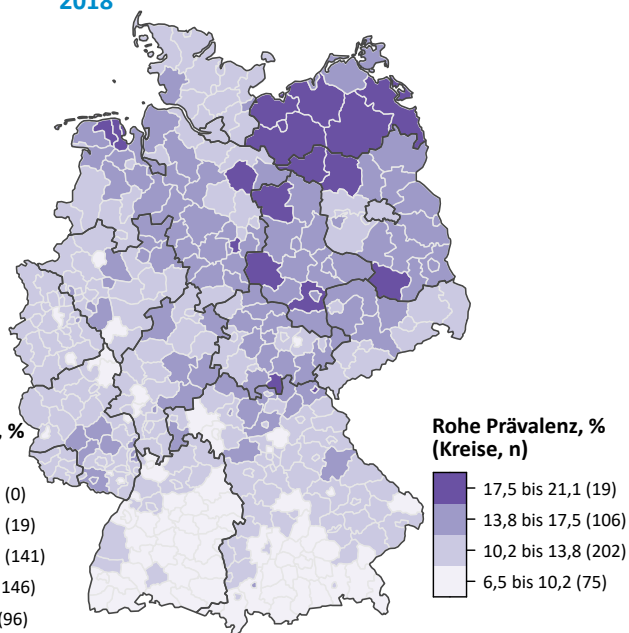 2018
, %
(0)
(19)
(141)
146)
(96)
Rohe Prävalenz, %
(Kreise, n)
17,5 bis 21,1 (19)
13,8 bis 17,5 (106)
10,2 bis 13,8 (202)
6,5 bis 10,2 (75)